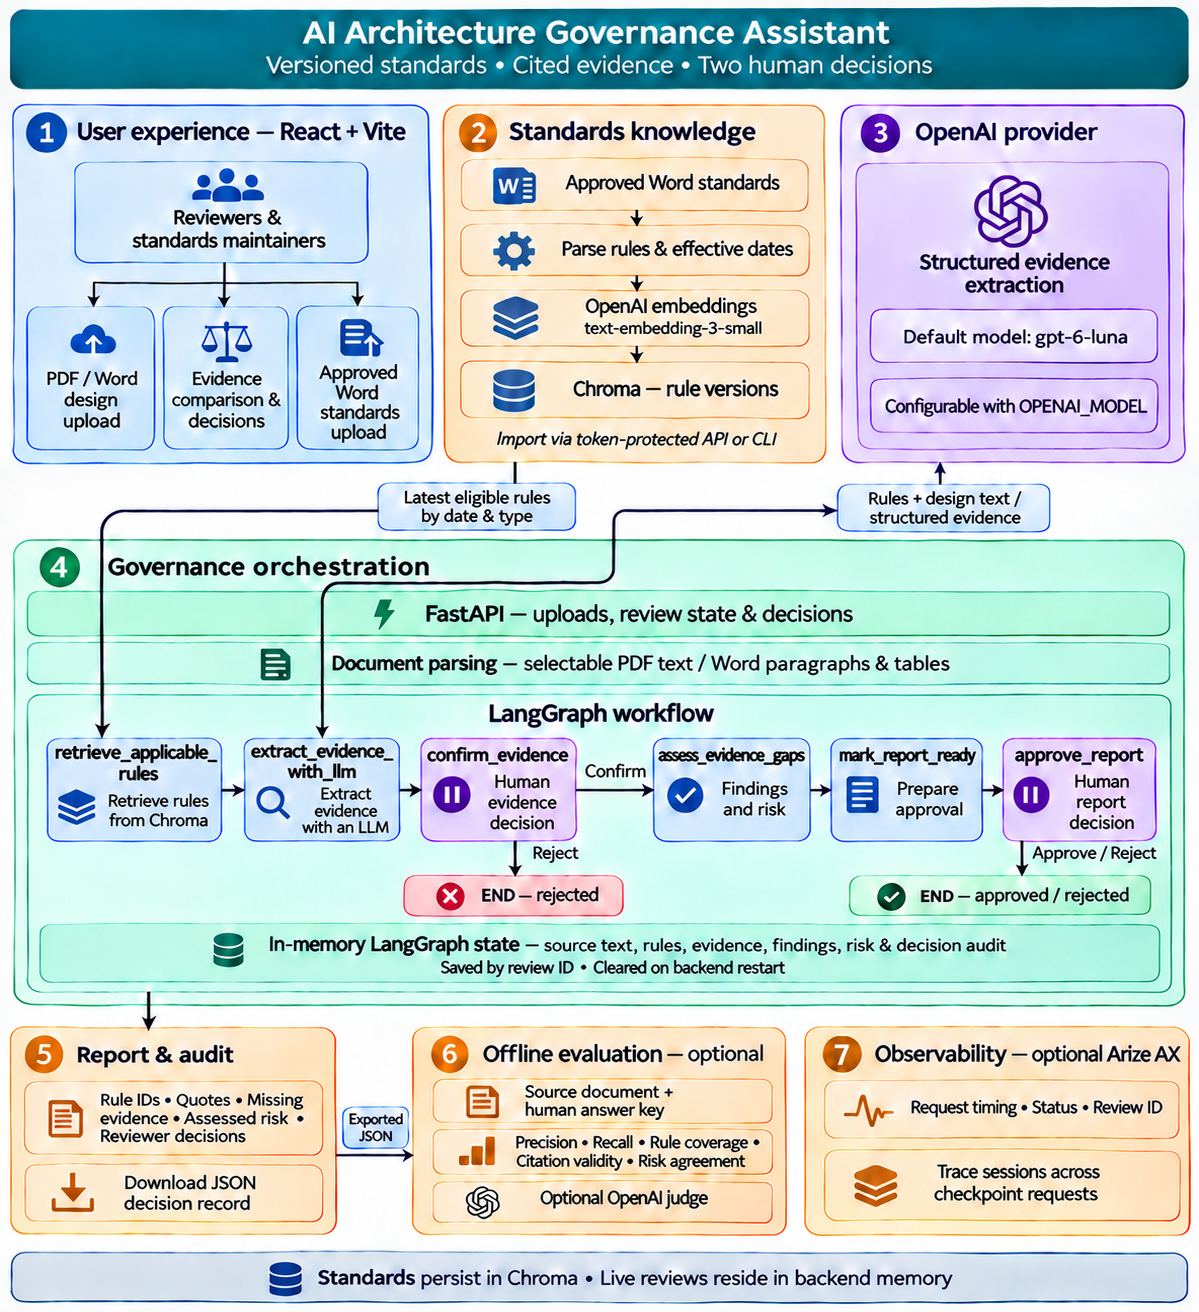 AI Architecture Governance Assistant
Versioned standards • Cited evidence • Two human decisions
1 User experience — React + Vite
Reviewers &
standards maintainers
PDF / Word
design
upload
Evidence
comparison &
decisions
Approved
Word
standards
upload
2 Standards knowledge
W
Approved Word standards
Parse rules & effective dates
OpenAI embeddings
text-embedding-3-small
Chroma — rule versions
Import via token-protected API or CLI
3 OpenAI provider
Structured evidence
extraction
Default model: gpt-6-luna
Configurable with OPENAI_MODEL
Latest eligible rules
by date & type
Rules + design text /
structured evidence
4 Governance orchestration
FastAPI — uploads, review state & decisions
Document parsing — selectable PDF text / Word paragraphs & tables
LangGraph workflow
retrieve_applicable_
rules
Retrieve rules
from Chroma
extract_evidence_
with_llm
Extract
evidence
with an LLM
confirm_evidence
Human
evidence
decision
Confirm
Reject
END — rejected
assess_evidence_gaps
Findings
and risk
mark_report_ready
Prepare
approval
approve_report
Human
report
decision
Approve / Reject
END — approved / rejected
In-memory LangGraph state — source text, rules, evidence, findings, risk & decision audit
Saved by review ID • Cleared on backend restart
5 Report & audit
Rule IDs • Quotes • Missing
evidence • Assessed risk •
Reviewer decisions
Download JSON
decision record
Exported
JSON
6 Offline evaluation — optional
Source document +
human answer key
Precision • Recall • Rule coverage •
Citation validity • Risk agreement
Optional OpenAI judge
7 Observability — optional Arize AX
Request timing • Status • Review ID
Trace sessions across
checkpoint requests
Standards persist in Chroma • Live reviews reside in backend memory